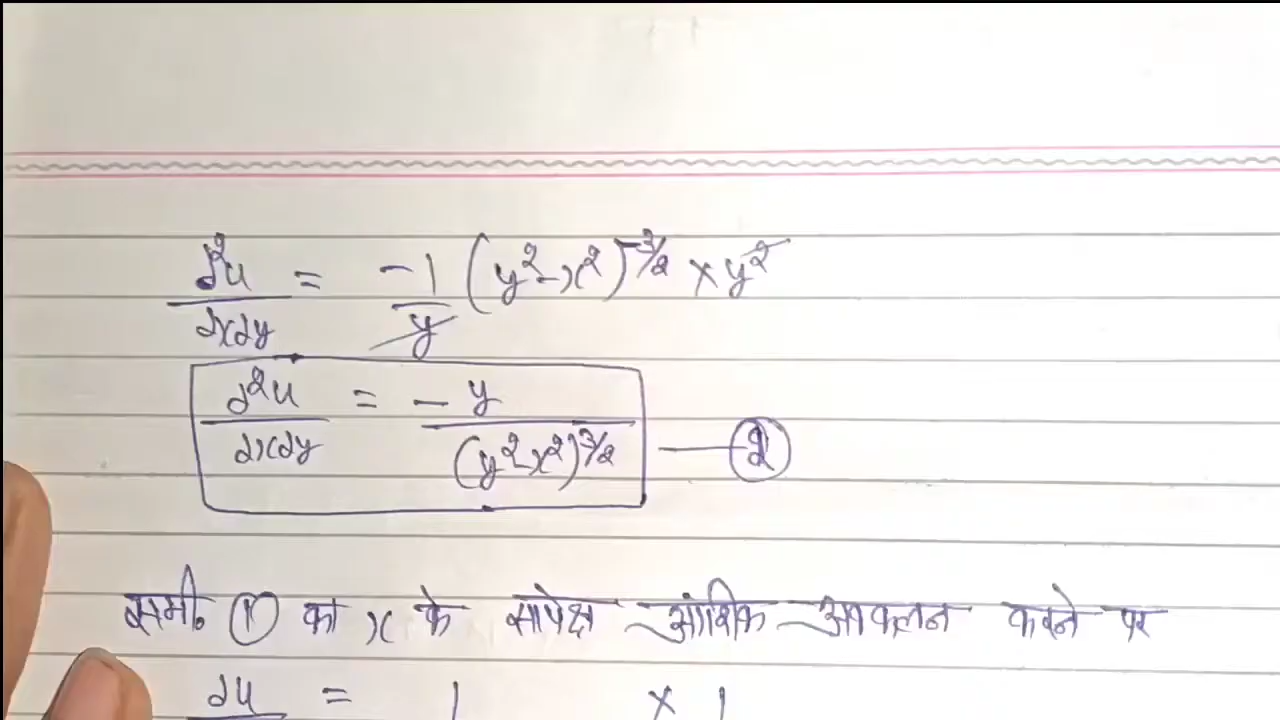 ∂²u/∂x∂y = -1/y (y²-x²)^-3/2 × y²
∂²u/∂x∂y = - y/(y²-x²)^3/2 —— ②
समी० ① का x के सापेक्ष आंशिक अवकलन करने पर
∂u = 1 × 1